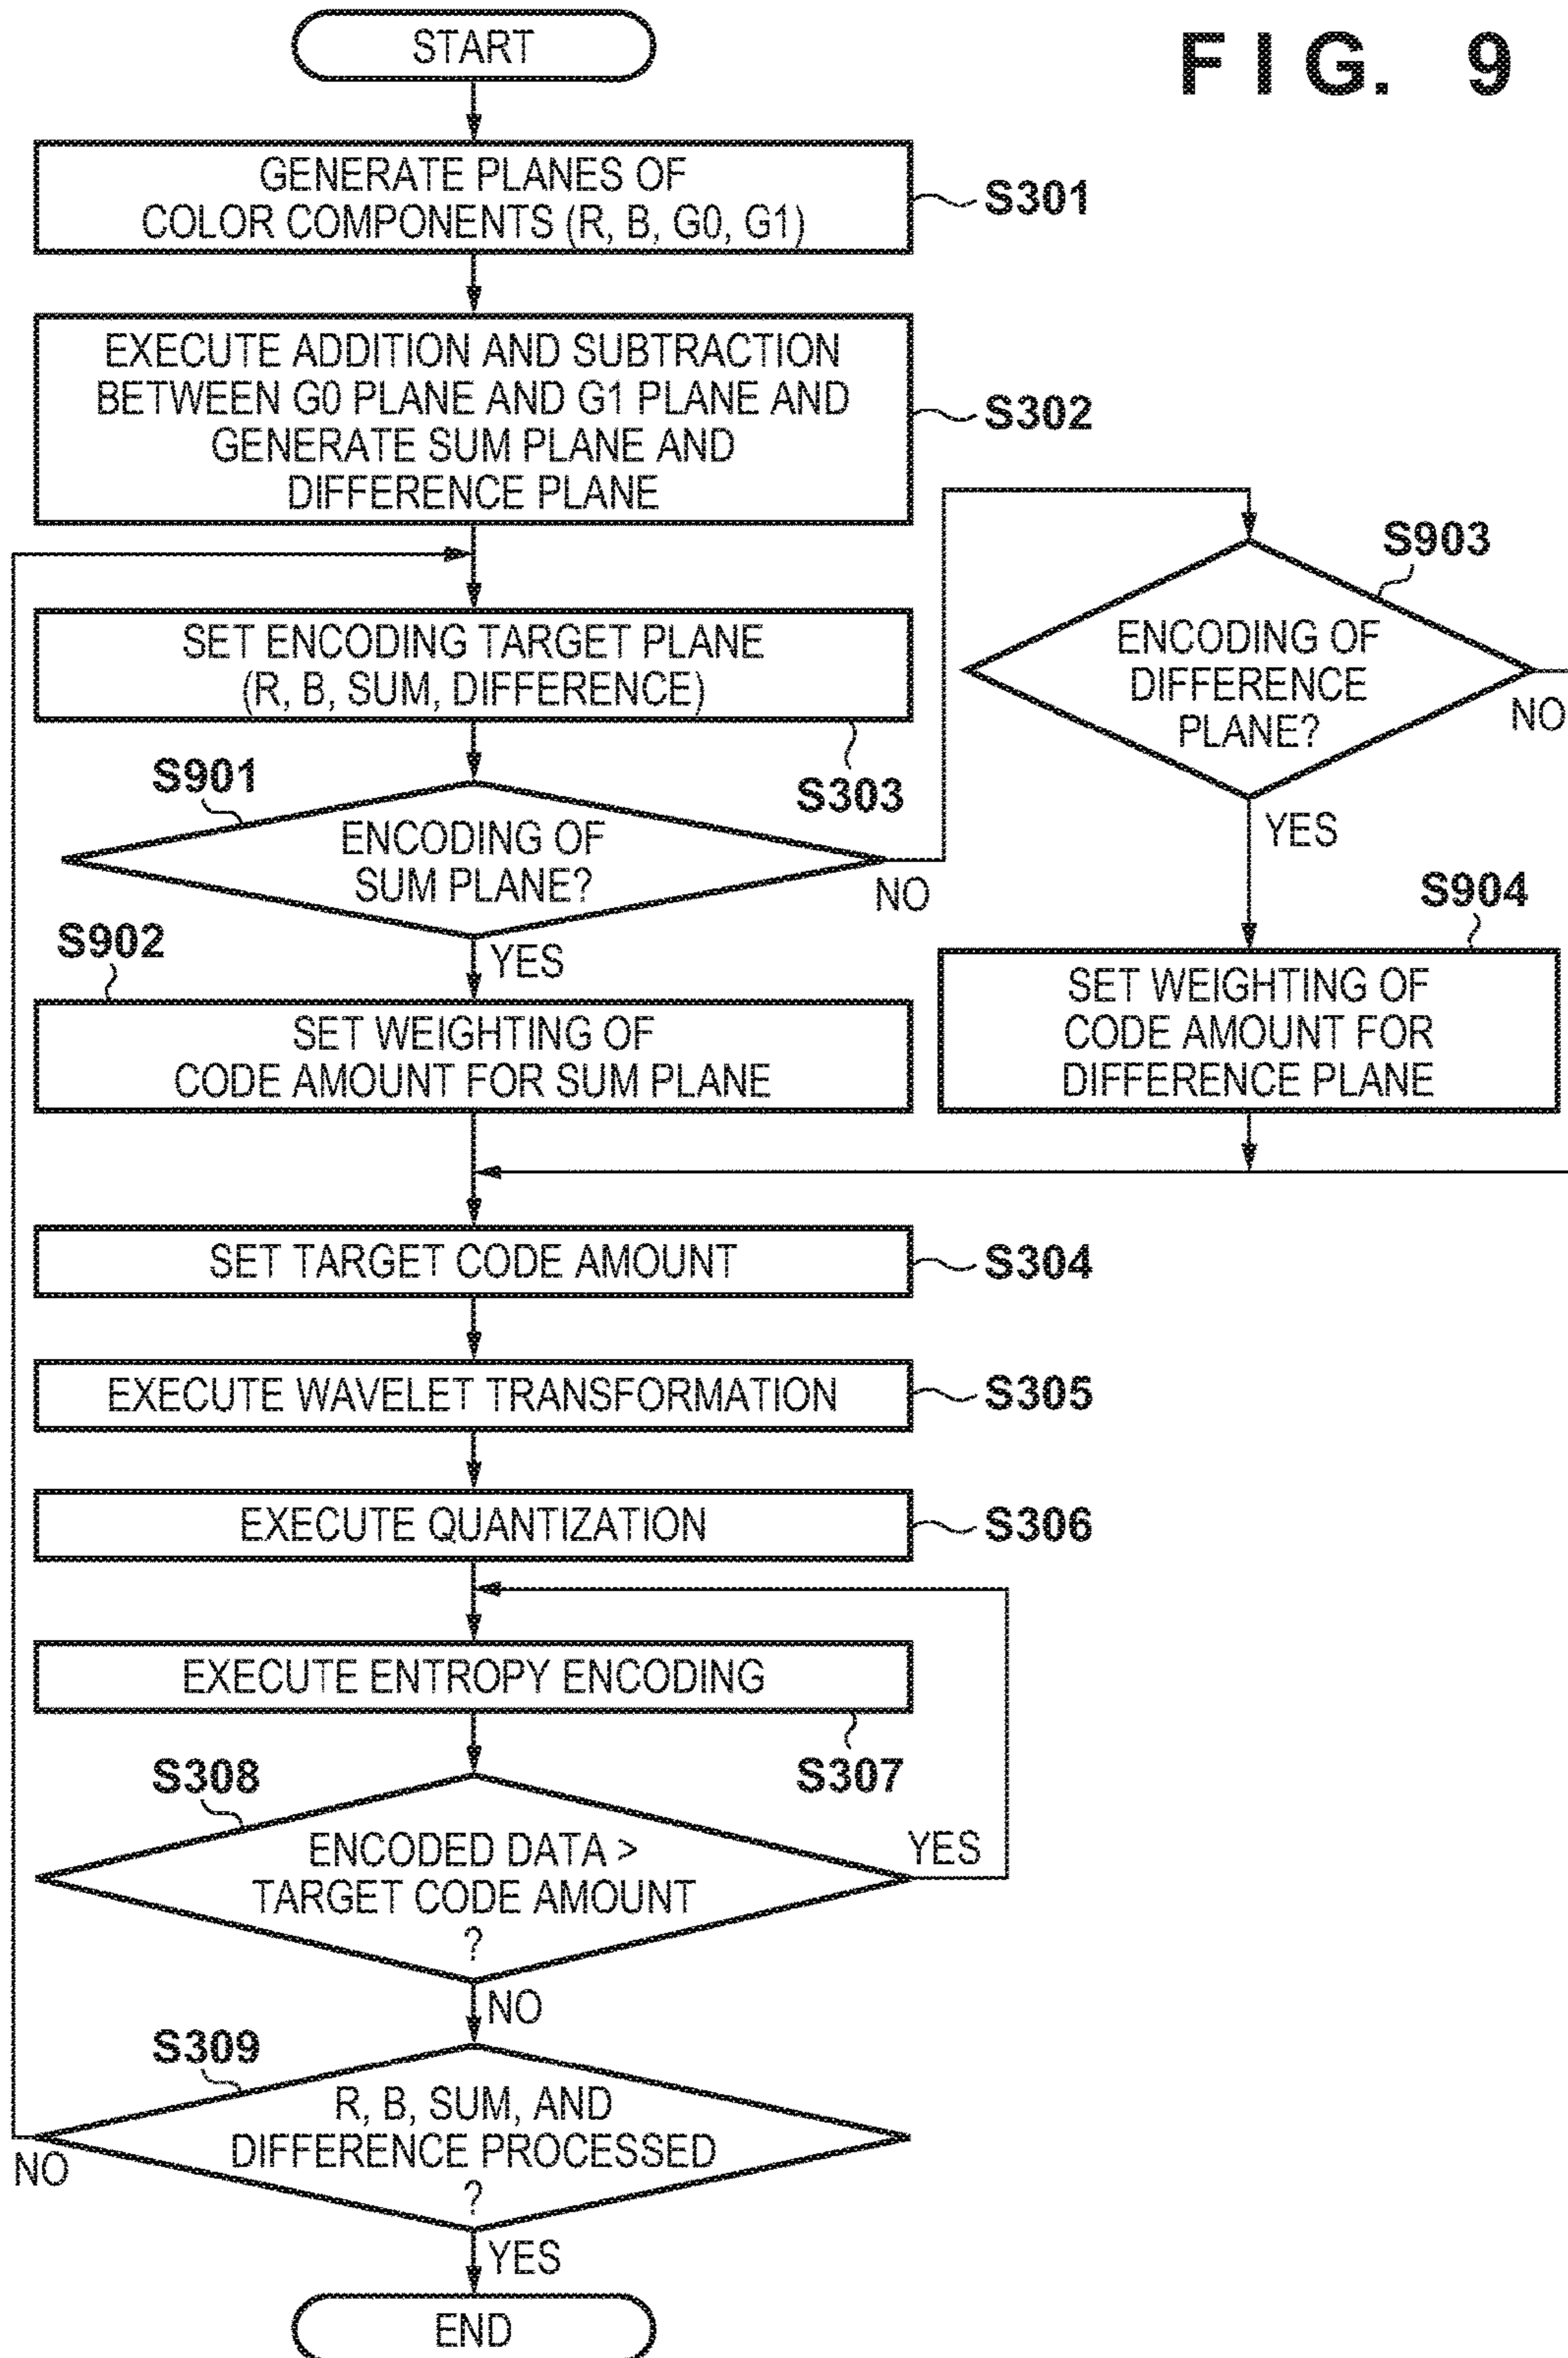 FIG. 9
START
GENERATE PLANES OF
COLOR COMPONENTS (R, B, G0, G1)
S301
EXECUTE ADDITION AND SUBTRACTION
BETWEEN G0 PLANE AND G1 PLANE AND
GENERATE SUM PLANE AND
DIFFERENCE PLANE
S302
SET ENCODING TARGET PLANE
(R, B, SUM, DIFFERENCE)
S303
S901
ENCODING OF
SUM PLANE?
NO
YES
S903
ENCODING OF
DIFFERENCE
PLANE?
NO
YES
S902
SET WEIGHTING OF
CODE AMOUNT FOR SUM PLANE
S904
SET WEIGHTING OF
CODE AMOUNT FOR
DIFFERENCE PLANE
SET TARGET CODE AMOUNT
S304
EXECUTE WAVELET TRANSFORMATION
S305
EXECUTE QUANTIZATION
S306
EXECUTE ENTROPY ENCODING
S307
S308
ENCODED DATA >
TARGET CODE AMOUNT
?
YES
NO
S309
R, B, SUM, AND
DIFFERENCE PROCESSED
?
NO
YES
END